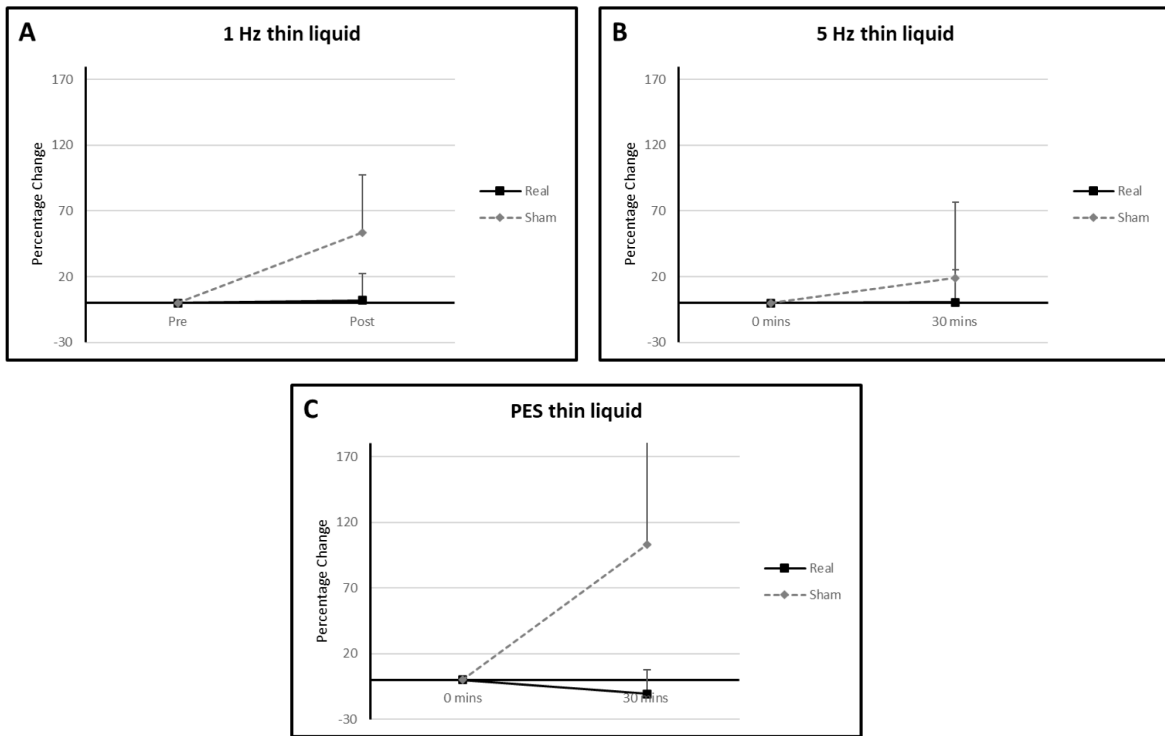 A
1 Hz thin liquid
170
120
70
20
-30
Percentage Change
Pre
Post
Real
Sham
B
5 Hz thin liquid
170
120
70
20
-30
Percentage Change
0 mins
30 mins
Real
Sham
C
PES thin liquid
170
120
70
20
-30
Percentage Change
0 mins
30 mins
Real
Sham